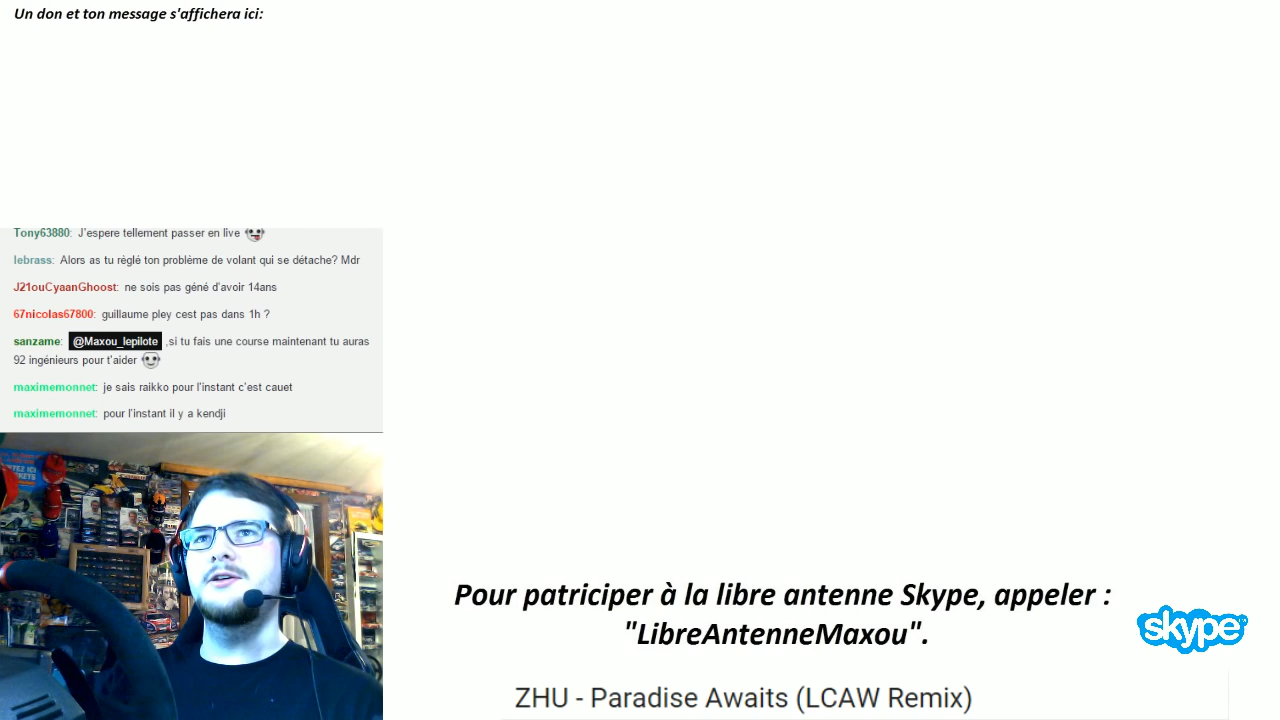 Un don et ton message s'affichera ici:
Tony63880: J'espere tellement passer en live
lebrass: Alors as tu règlé ton problème de volant qui se détache? Mdr
J21ouCyaanGhoost: ne sois pas géné d'avoir 14ans
67nicolas67800: guillaume pley cest pas dans 1h ?
sanzame: @Maxou_lepilote ,si tu fais une course maintenant tu auras
92 ingénieurs pour t'aider
maximemonnet: je sais raikko pour l'instant c'est cauet
maximemonnet: pour l'instant il y a kendji
Pour patriciper à la libre antenne Skype, appeler :
"LibreAntenneMaxou".
skype
ZHU - Paradise Awaits (LCAW Remix)